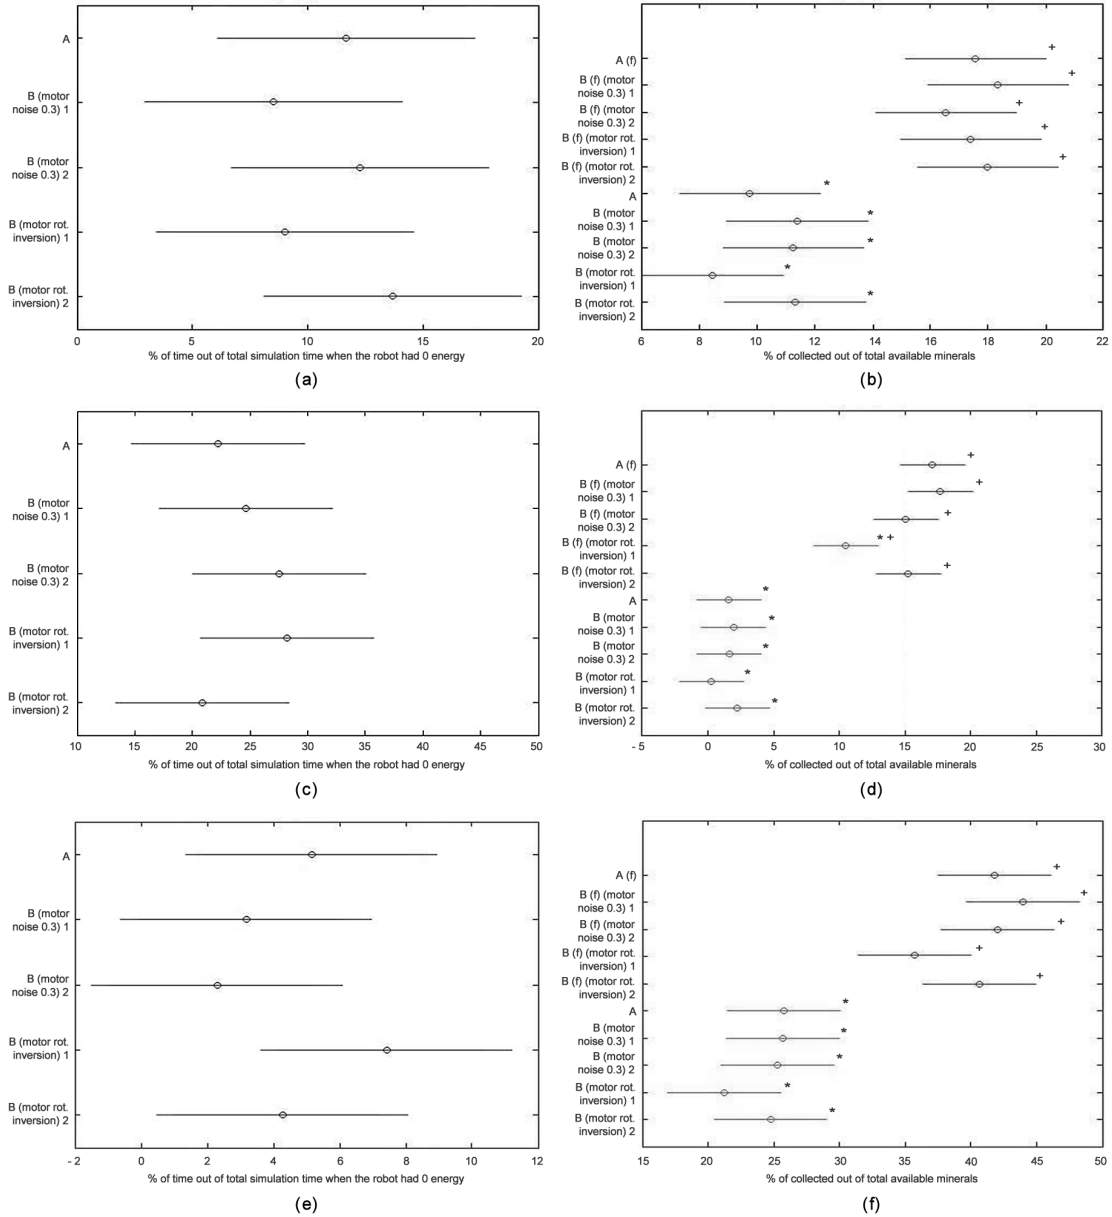 A
B (motor
noise 0.3) 1
B (motor
noise 0.3) 2
B (motor rot.
inversion) 1
B (motor rot.
inversion) 2
0 5 10 15 20
% of time out of total simulation time when the robot had 0 energy
(a)
A (f)
B (f) (motor
noise 0.3) 1
B (f) (motor
noise 0.3) 2
B (f) (motor rot.
inversion) 1
B (f) (motor rot.
inversion) 2
A
B (motor
noise 0.3) 1
B (motor
noise 0.3) 2
B (motor rot.
inversion) 1
B (motor rot.
inversion) 2
+
+
+
+
+
*
*
*
*
*
6 8 10 12 14 16 18 20 22
% of collected out of total available minerals
(b)
A
B (motor
noise 0.3) 1
B (motor
noise 0.3) 2
B (motor rot.
inversion) 1
B (motor rot.
inversion) 2
10 15 20 25 30 35 40 45 50
% of time out of total simulation time when the robot had 0 energy
(c)
A (f)
B (f) (motor
noise 0.3) 1
B (f) (motor
noise 0.3) 2
B (f) (motor rot.
inversion) 1
B (f) (motor rot.
inversion) 2
A
B (motor
noise 0.3) 1
B (motor
noise 0.3) 2
B (motor rot.
inversion) 1
B (motor rot.
inversion) 2
+
+
+
* +
+
*
*
*
*
*
- 5 0 5 10 15 20 25 30
% of collected out of total available minerals
(d)
A
B (motor
noise 0.3) 1
B (motor
noise 0.3) 2
B (motor rot.
inversion) 1
B (motor rot.
inversion) 2
- 2 0 2 4 6 8 10 12
% of time out of total simulation time when the robot had 0 energy
(e)
A (f)
B (f) (motor
noise 0.3) 1
B (f) (motor
noise 0.3) 2
B (f) (motor rot.
inversion) 1
B (f) (motor rot.
inversion) 2
A
B (motor
noise 0.3) 1
B (motor
noise 0.3) 2
B (motor rot.
inversion) 1
B (motor rot.
inversion) 2
+
+
+
+
+
*
*
*
*
*
15 20 25 30 35 40 45 50
% of collected out of total available minerals
(f)